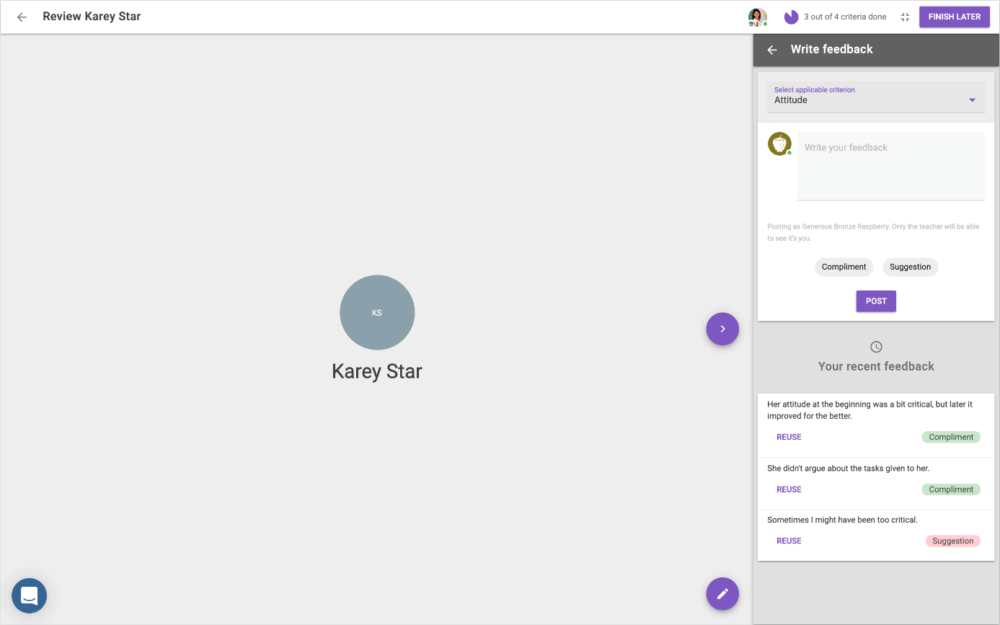 Review Karey Star
3 out of 4 criteria done
FINISH LATER
Write feedback
Select applicable criterion
Attitude
Write your feedback
Posting as Generous Bronze Raspberry. Only the teacher will be able
to see it's you.
Compliment
Suggestion
POST
KS
Karey Star
Your recent feedback
Her attitude at the beginning was a bit critical, but later it
improved for the better.
REUSE
Compliment
She didn't argue about the tasks given to her.
REUSE
Compliment
Sometimes I might have been too critical.
REUSE
Suggestion